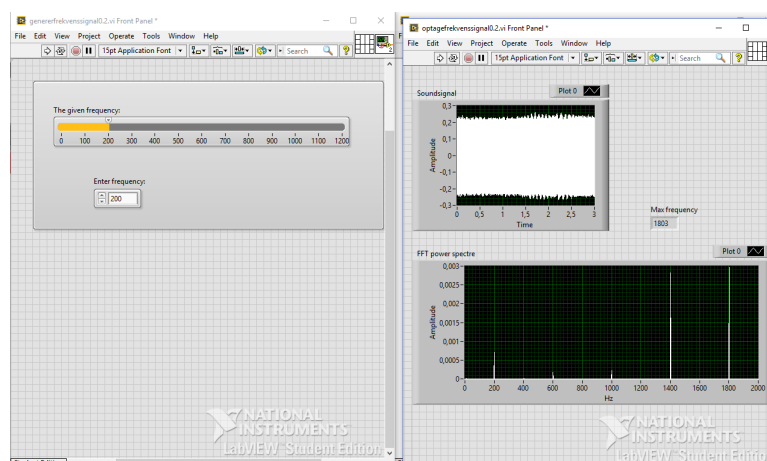 genererfrekvenssignal0.2.vi Front Panel *
File Edit View Project Operate Tools Window Help
15pt Application Font
Search
?
2
The given frequency:
0 100 200 300 400 500 600 700 800 900 1000 1100 1200
Enter frequency:
200
NATIONAL
INSTRUMENTS
LabVIEW Student Edition
optagefrekvenssignal0.2.vi Front Panel *
File Edit View Project Operate Tools Window Help
15pt Application Font
Search
?
Soundsignal
Plot 0
0,3
0,2
0,1
0
-0,1
-0,2
-0,3
Amplitude
0 0,5 1 1,5 2 2,5 3
Time
Max frequency
1803
FFT power spectre
Plot 0
0,003
0,0025
0,002
0,0015
0,001
0,0005
0
Amplitude
0 200 400 600 800 1000 1200 1400 1600 1800 2000
Hz
NATIONAL
INSTRUMENTS
LabVIEW Student Edition